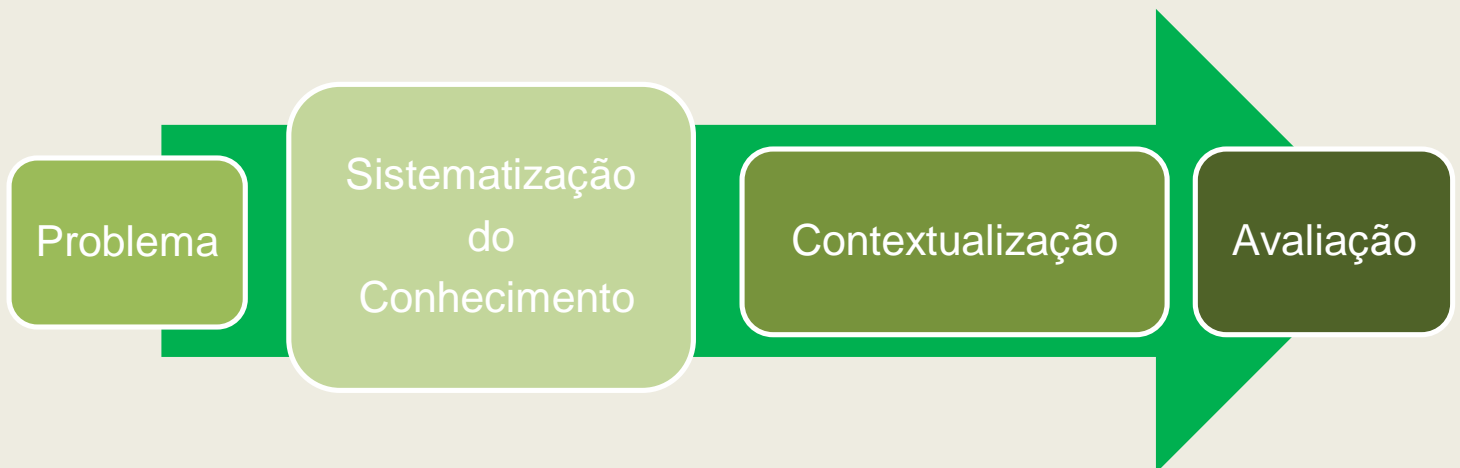 Problema
Sistematização
do
Conhecimento
Contextualização
Avaliação